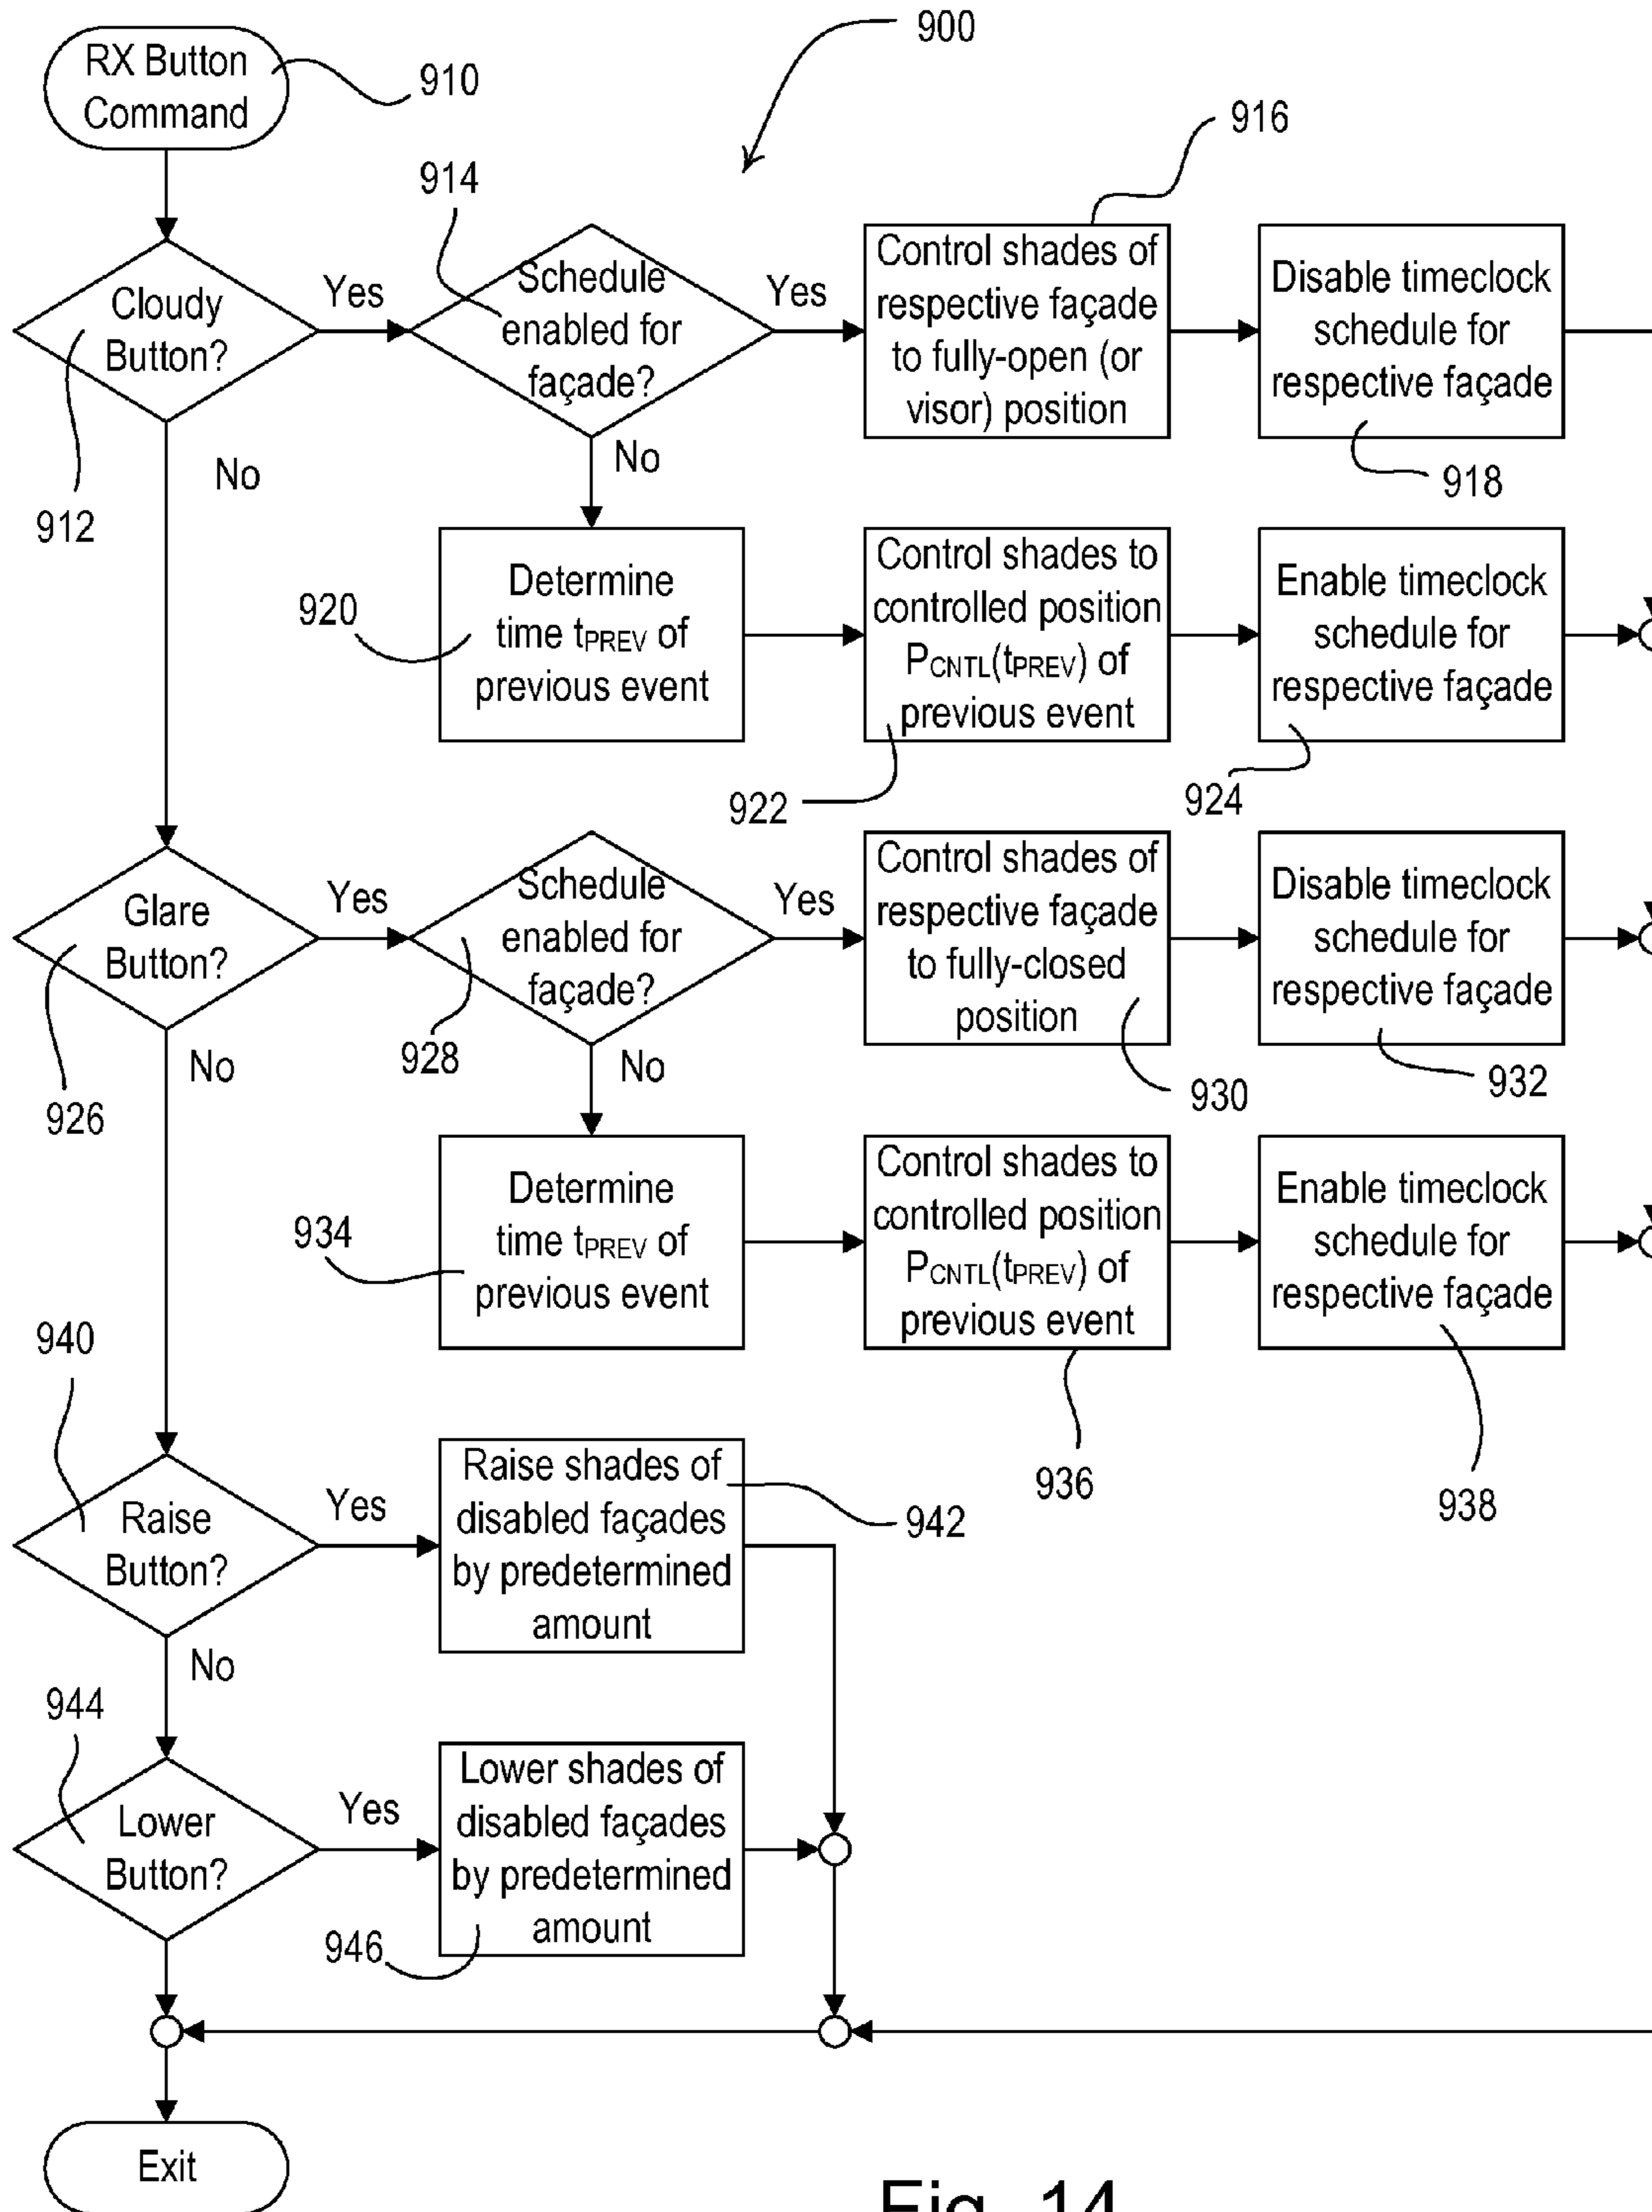 900
RX Button
Command
910
916
914
Cloudy
Button?
Yes
Schedule
enabled for
façade?
Yes
Control shades of
respective façade
to fully-open (or
visor) position
Disable timeclock
schedule for
respective façade
912
No
No
918
920
Determine
time tPREV of
previous event
Control shades to
controlled position
PCNTL(tPREV) of
previous event
Enable timeclock
schedule for
respective façade
922
924
Glare
Button?
Yes
Schedule
enabled for
façade?
Yes
Control shades of
respective façade
to fully-closed
position
Disable timeclock
schedule for
respective façade
926
No
928
No
930
932
934
Determine
time tPREV of
previous event
Control shades to
controlled position
PCNTL(tPREV) of
previous event
Enable timeclock
schedule for
respective façade
936
938
940
Raise
Button?
Yes
Raise shades of
disabled façades
by predetermined
amount
942
No
944
Lower
Button?
Yes
Lower shades of
disabled façades
by predetermined
amount
946
Exit
Fig. 14